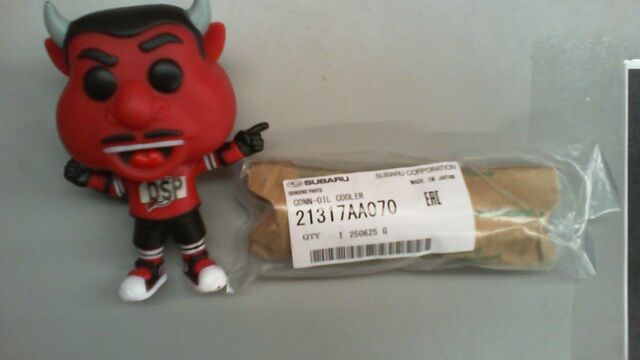 DSP
SUBARU
SUBARU CORPORATION
GENUINE PARTS
MADE IN JAPAN
CONN-OIL COOLER
21317AA070
EAC
QTY 1 250625 G